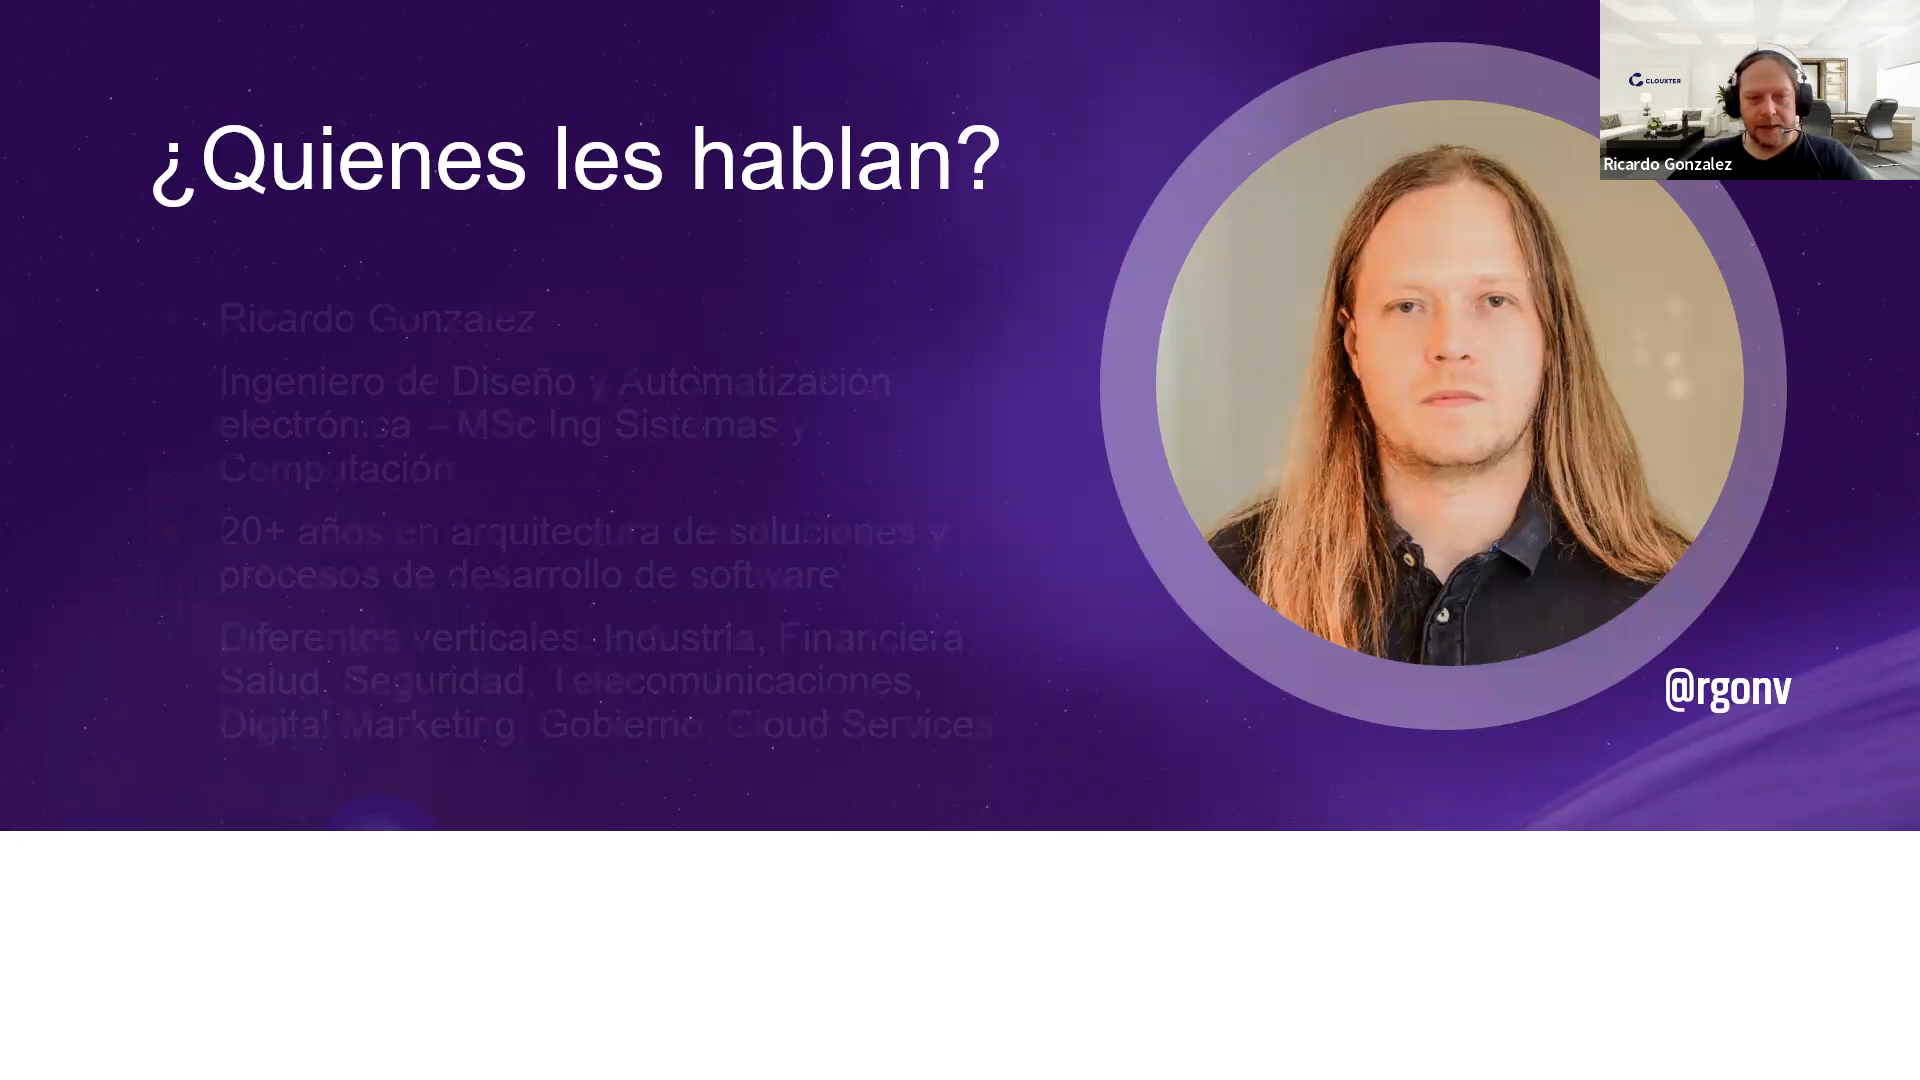 ¿Quienes les hablan?
Ricardo Gonzalez
Ingeniero de Diseño y Automatización
electrónica – MSc Ing Sistemas y
Computación
20+ años en arquitectura de soluciones y
procesos de desarrollo de software
Diferentes verticales: Industria, Financiera,
Salud, Seguridad, Telecomunicaciones,
Digital Marketing, Gobierno, Cloud Services
@rgonv
CLOUXTER
Ricardo Gonzalez